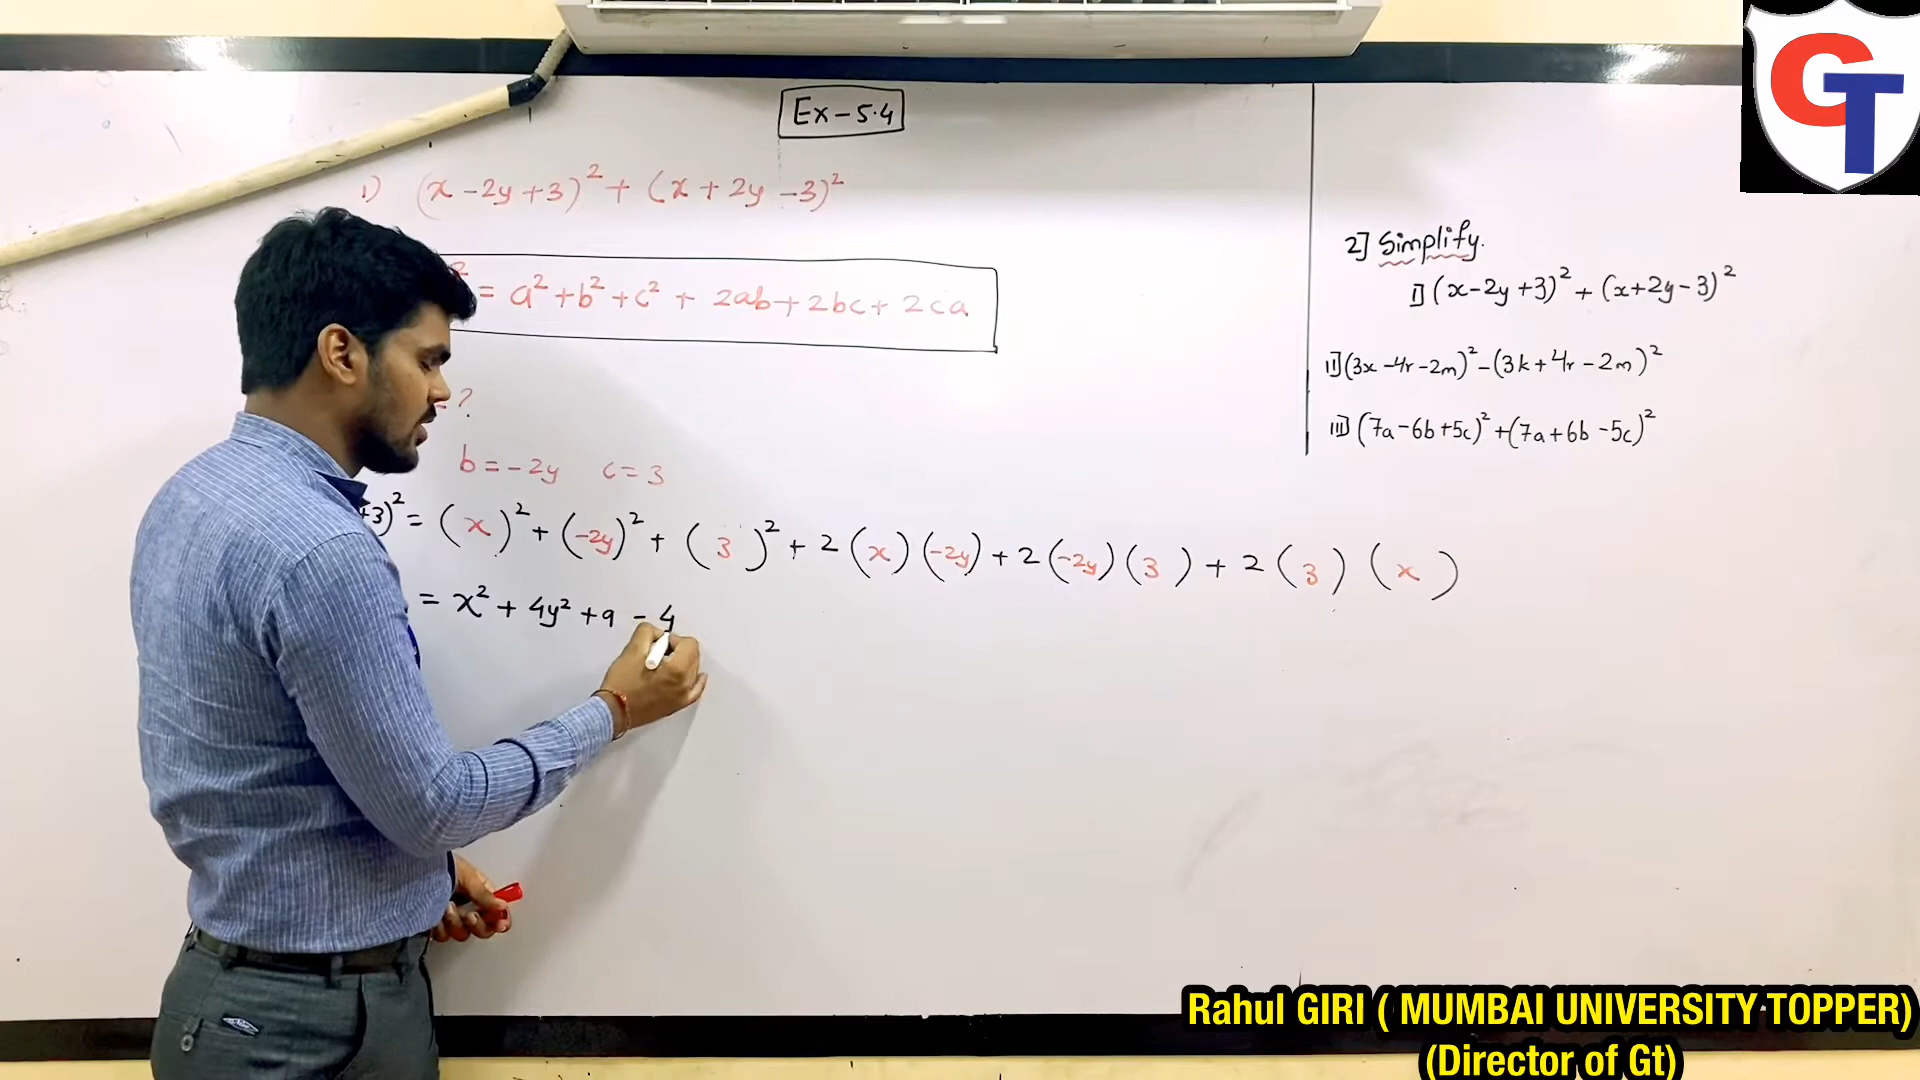 Ex-5.4
1) (x-2y+3)² + (x+2y-3)²
² = a²+b²+c² + 2ab+2bc+2ca
= ?
b=-2y c=3
+3)² = (x)² + (-2y)² + (3)² + 2(x)(-2y) + 2(-2y)(3) + 2(3)(x)
= x² + 4y² + 9 - 4
2] Simplify.
I] (x-2y+3)² + (x+2y-3)²
II] (3x-4r-2m)² - (3k+4r-2m)²
III] (7a-6b+5c)² + (7a+6b-5c)²
GT
Rahul GIRI ( MUMBAI UNIVERSITY TOPPER)
(Director of Gt)